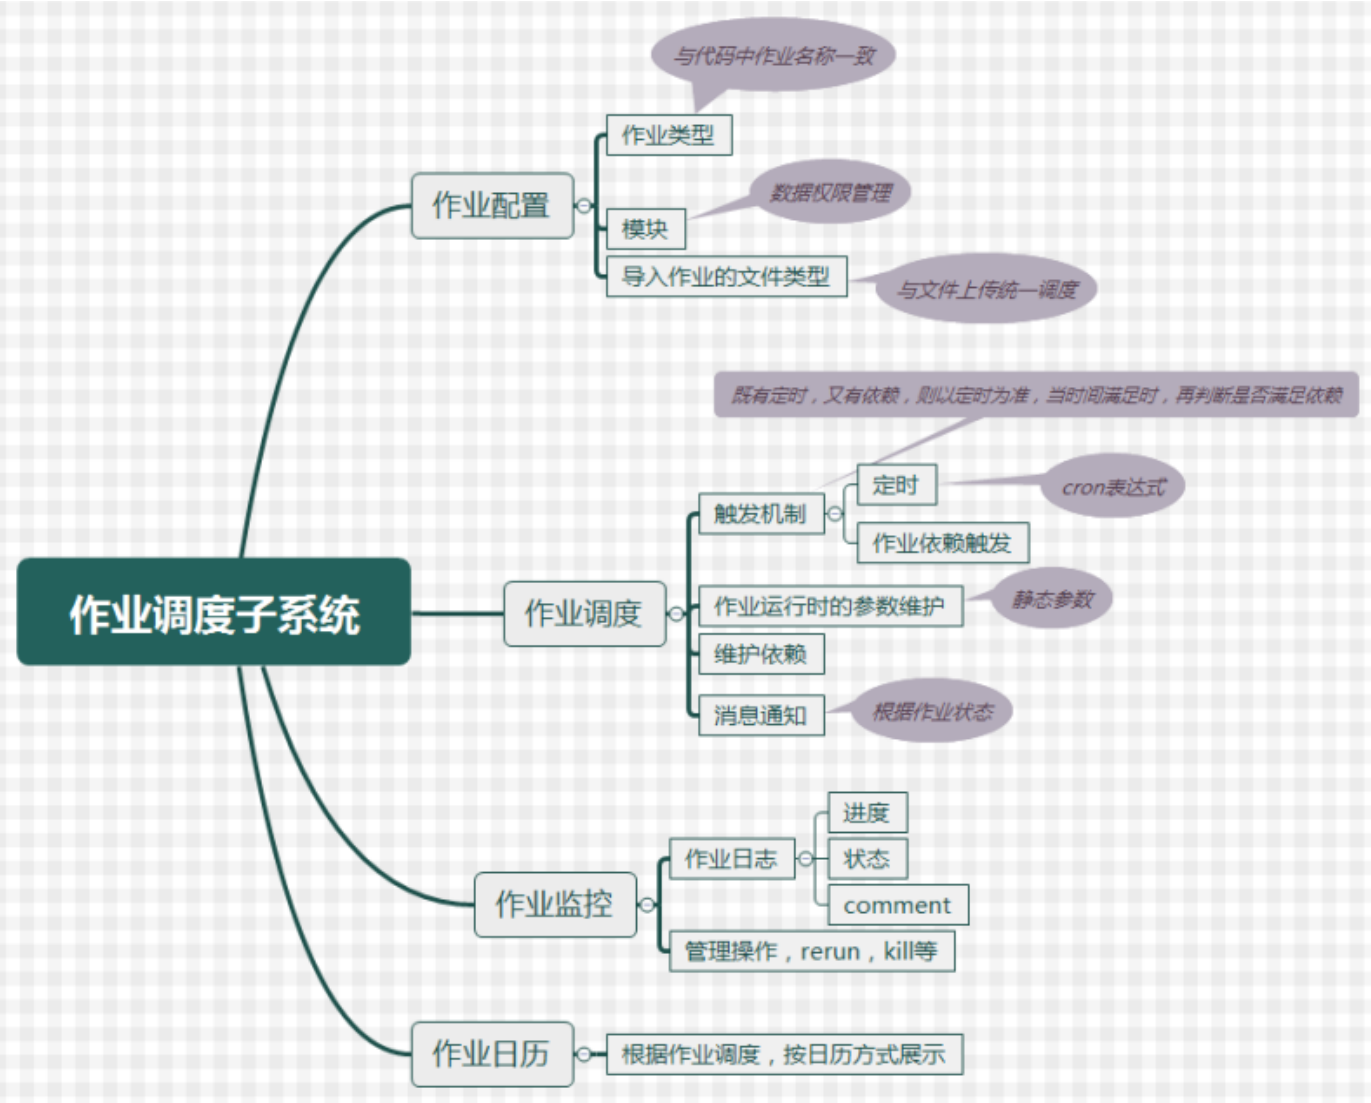 与代码中作业名称一致
作业类型
作业配置
数据权限管理
模块
导入作业的文件类型
与文件上传统一调度
既有定时，又有依赖，则以定时为准，当时间满足时，再判断是否满足依赖
定时
cron表达式
触发机制
作业依赖触发
作业调度子系统
作业调度
作业运行时的参数维护
静态参数
维护依赖
消息通知
根据作业状态
进度
作业日志
状态
作业监控
comment
管理操作，rerun，kill等
作业日历
根据作业调度，按日历方式展示